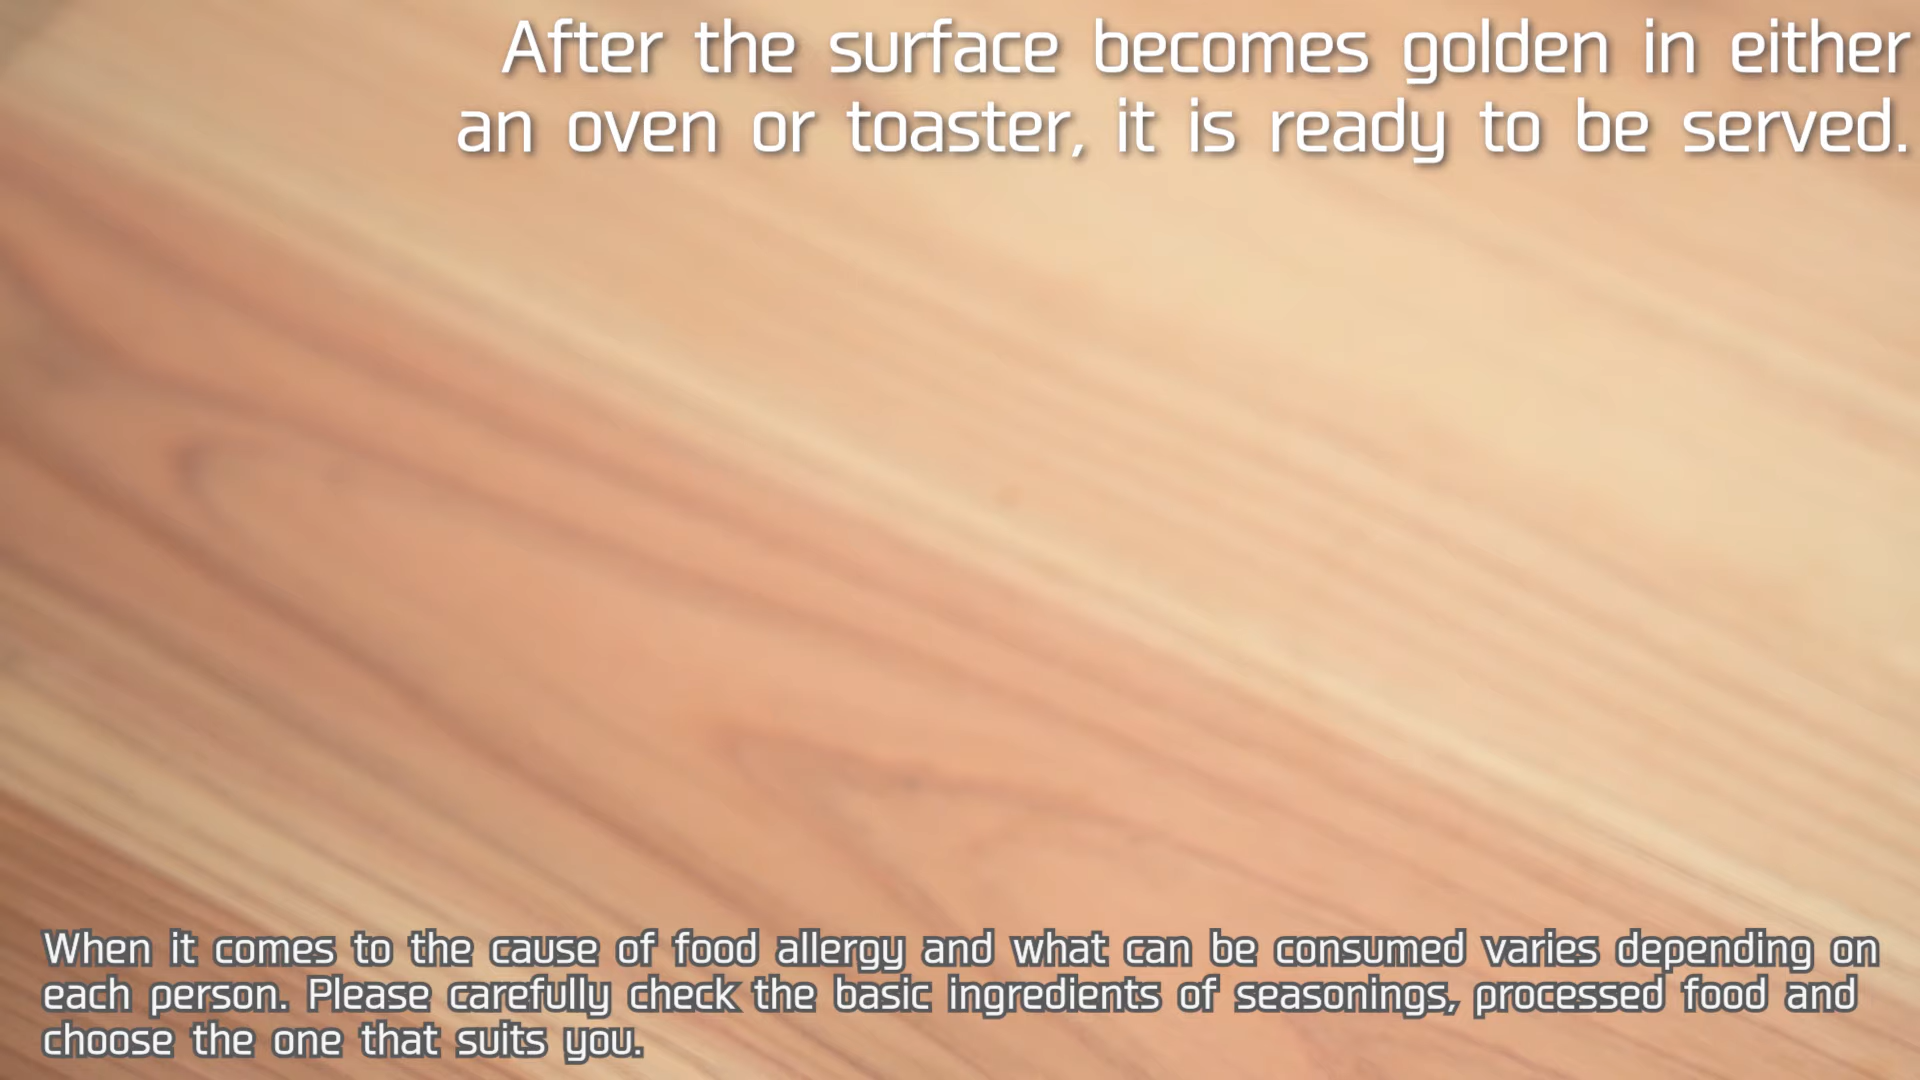 After the surface becomes golden in either
an oven or toaster, it is ready to be served.
When it comes to the cause of food allergy and what can be consumed varies depending on
each person. Please carefully check the basic ingredients of seasonings, processed food and
choose the one that suits you.